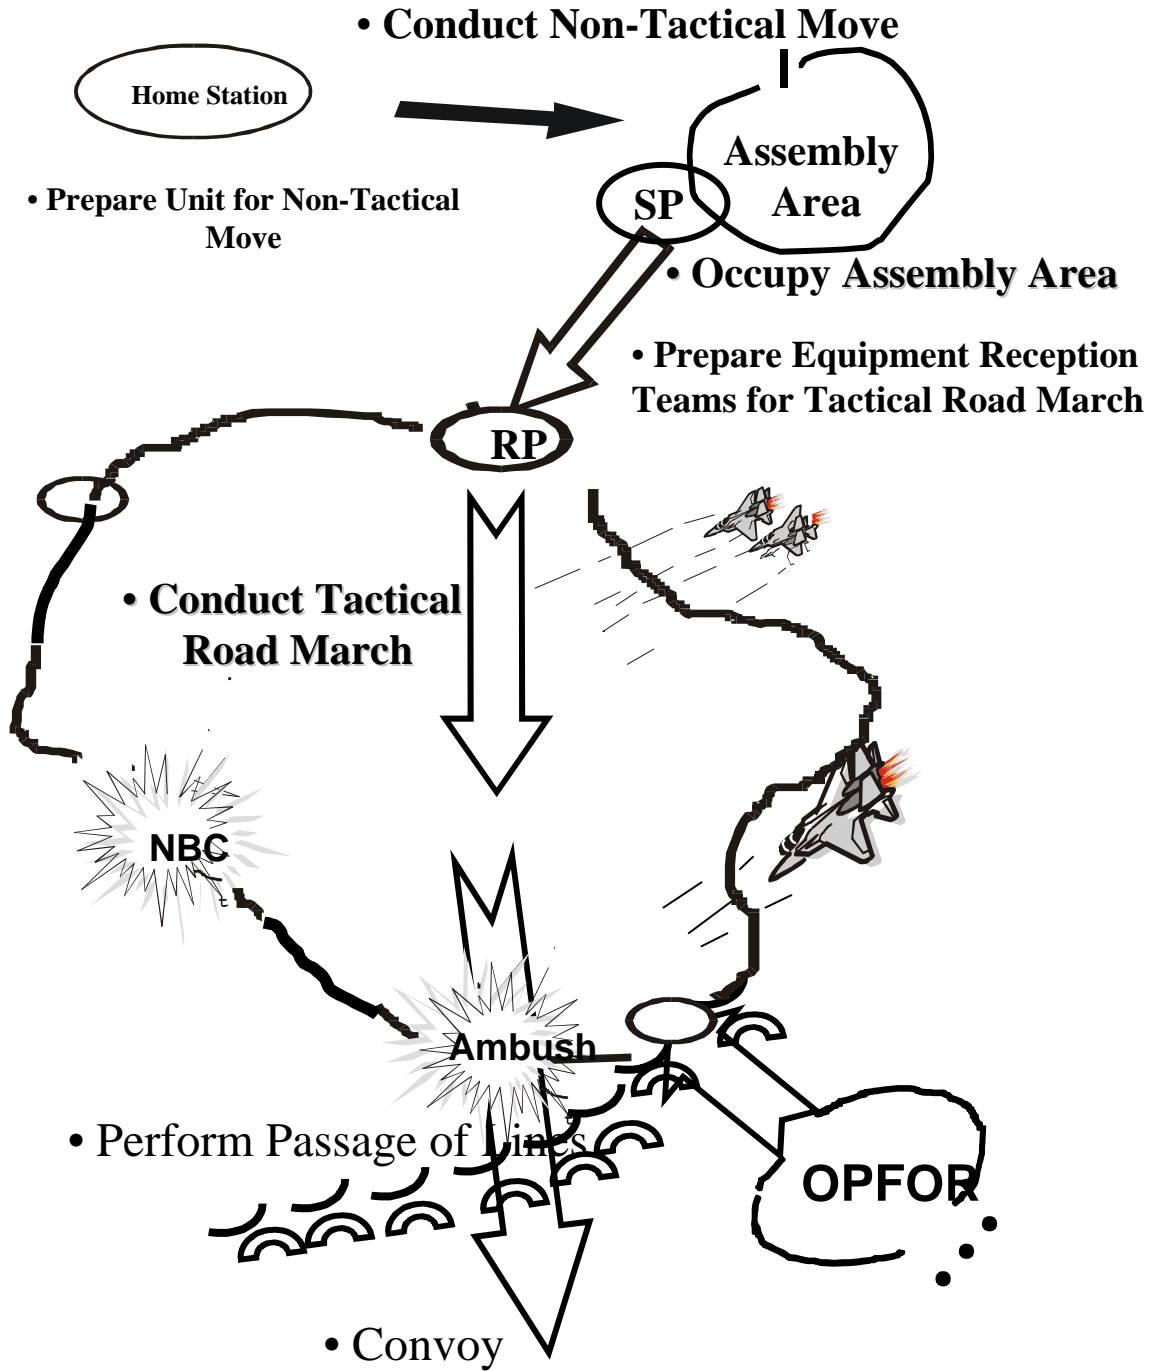 • Conduct Non-Tactical Move
Home Station
Assembly
Area
• Prepare Unit for Non-Tactical
Move
SP
• Occupy Assembly Area
• Prepare Equipment Reception
Teams for Tactical Road March
RP
• Conduct Tactical
Road March
NBC
Ambush
• Perform Passage of Lines
OPFOR
• Convoy